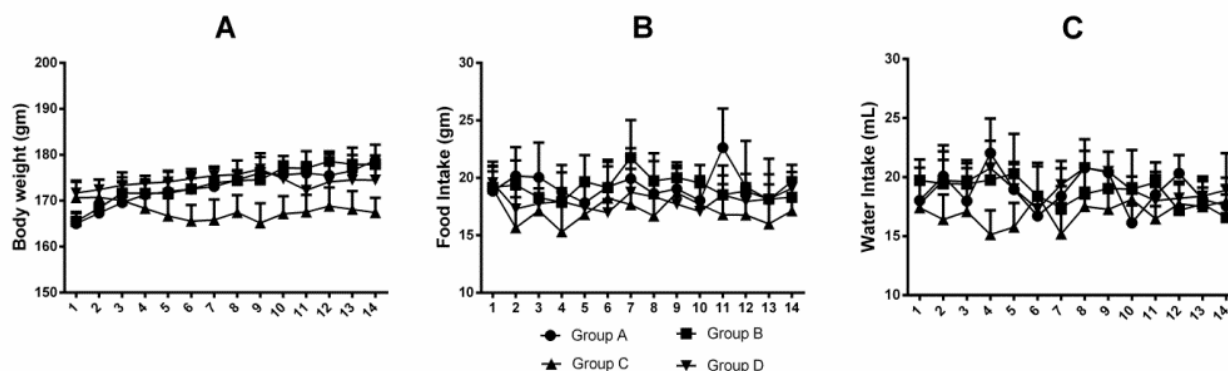 A
Body weight (gm)
200
190
180
170
160
150
1 2 3 4 5 6 7 8 9 10 11 12 13 14
B
Food Intake (gm)
30
25
20
15
10
1 2 3 4 5 6 7 8 9 10 11 12 13 14
C
Water Intake (mL)
30
25
20
15
10
1 2 3 4 5 6 7 8 9 10 11 12 13 14
Group A Group B
Group C Group D